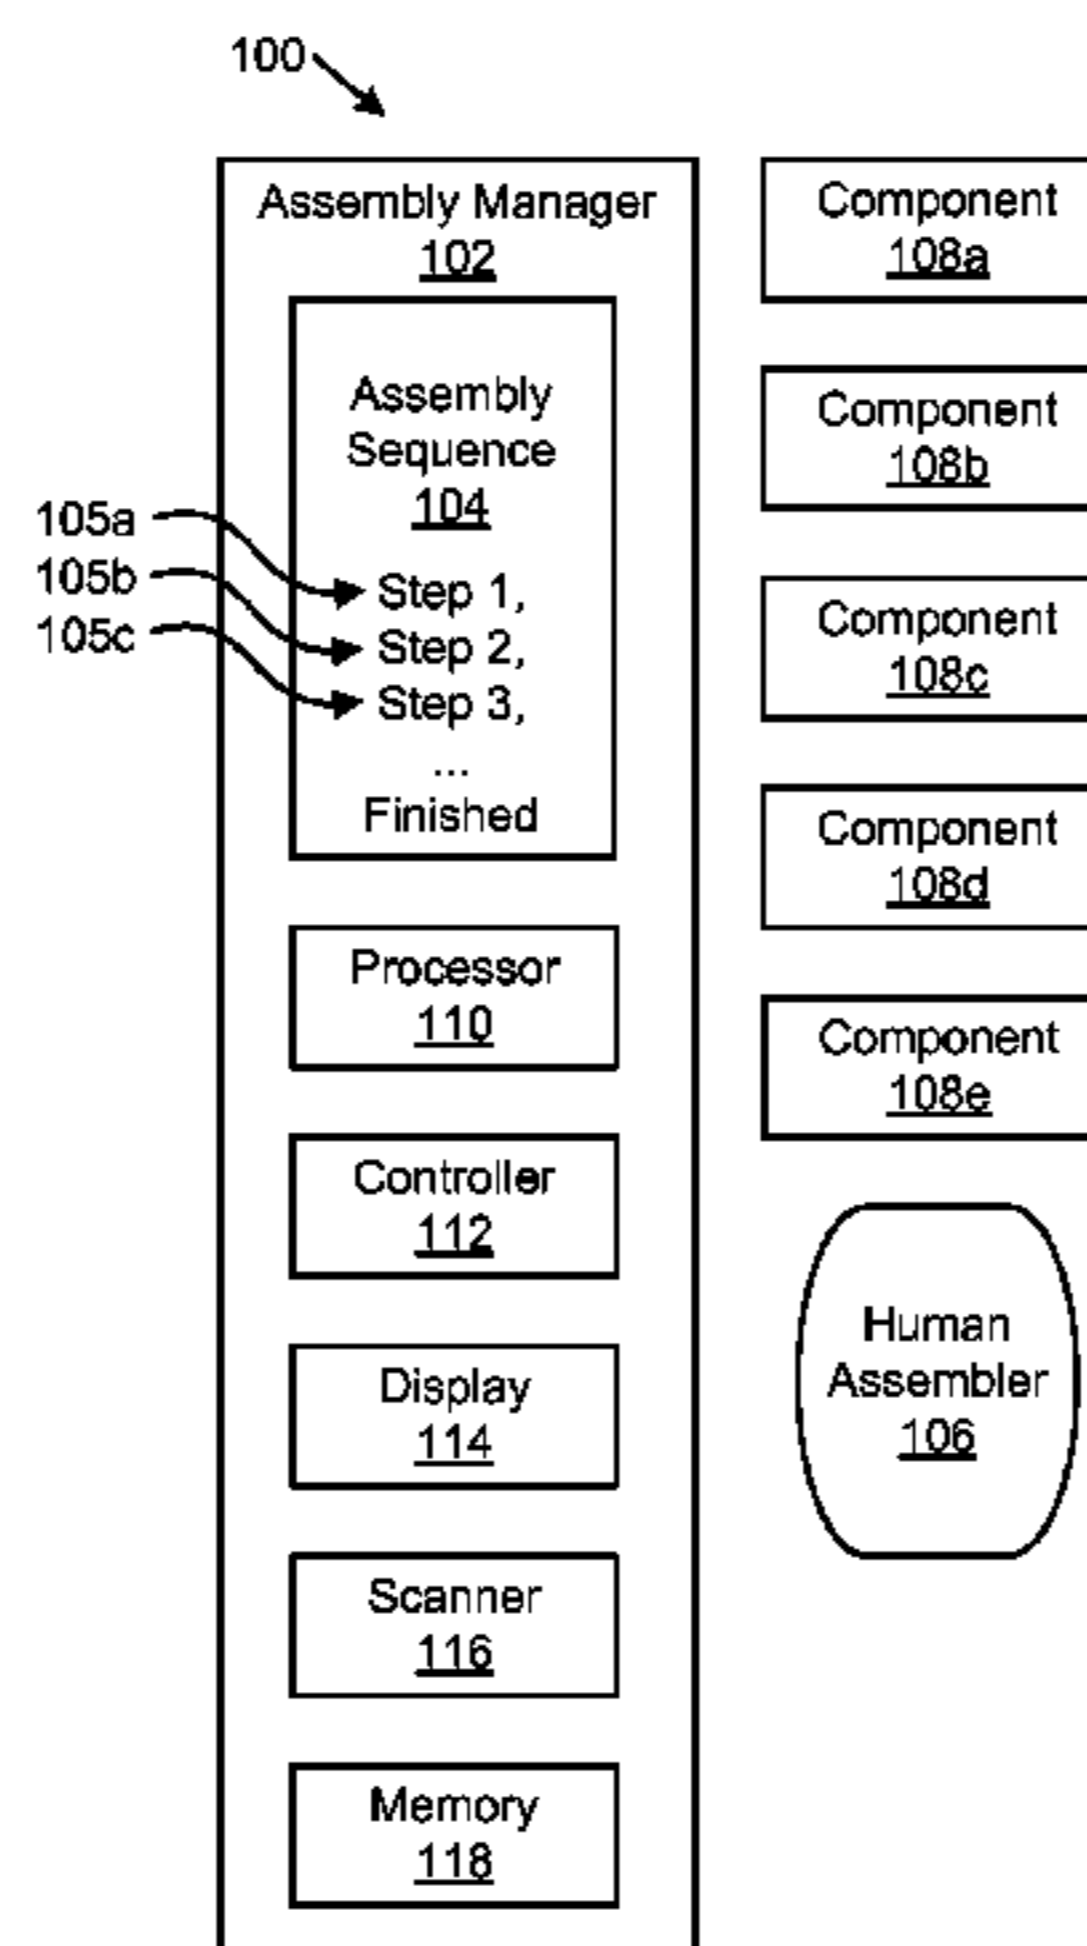 100
Assembly Manager
102
Assembly
Sequence
104
105a
105b
105c
Step 1,
Step 2,
Step 3,
...
Finished
Processor
110
Controller
112
Display
114
Scanner
116
Memory
118
Component
108a
Component
108b
Component
108c
Component
108d
Component
108e
Human
Assembler
106